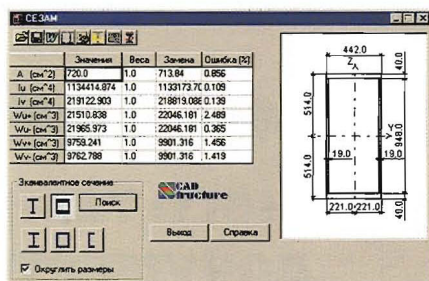 СЕЗАМ
Значения Веса Замена Ошибка (%)
A (см^2) 720.0 1.0 713.84 0.856
Iu (см^4) 1134414.874 1.0 1133173.70 0.109
Iv (см^4) 219122.903 1.0 218819.086 0.139
Wu+ (см^3) 21510.838 1.0 22046.181 2.489
Wu- (см^3) 21965.973 1.0 22046.181 0.365
Wv+ (см^3) 9759.241 1.0 9901.316 1.456
Wv- (см^3) 9762.788 1.0 9901.316 1.419
Эквивалентное сечение
Поиск
SCAD
Structure
Выход
Справка
Округлить размеры
442.0
Z
40.0
514.0
948.0
Y
19.0
19.0
514.0
221.0
221.0
40.0